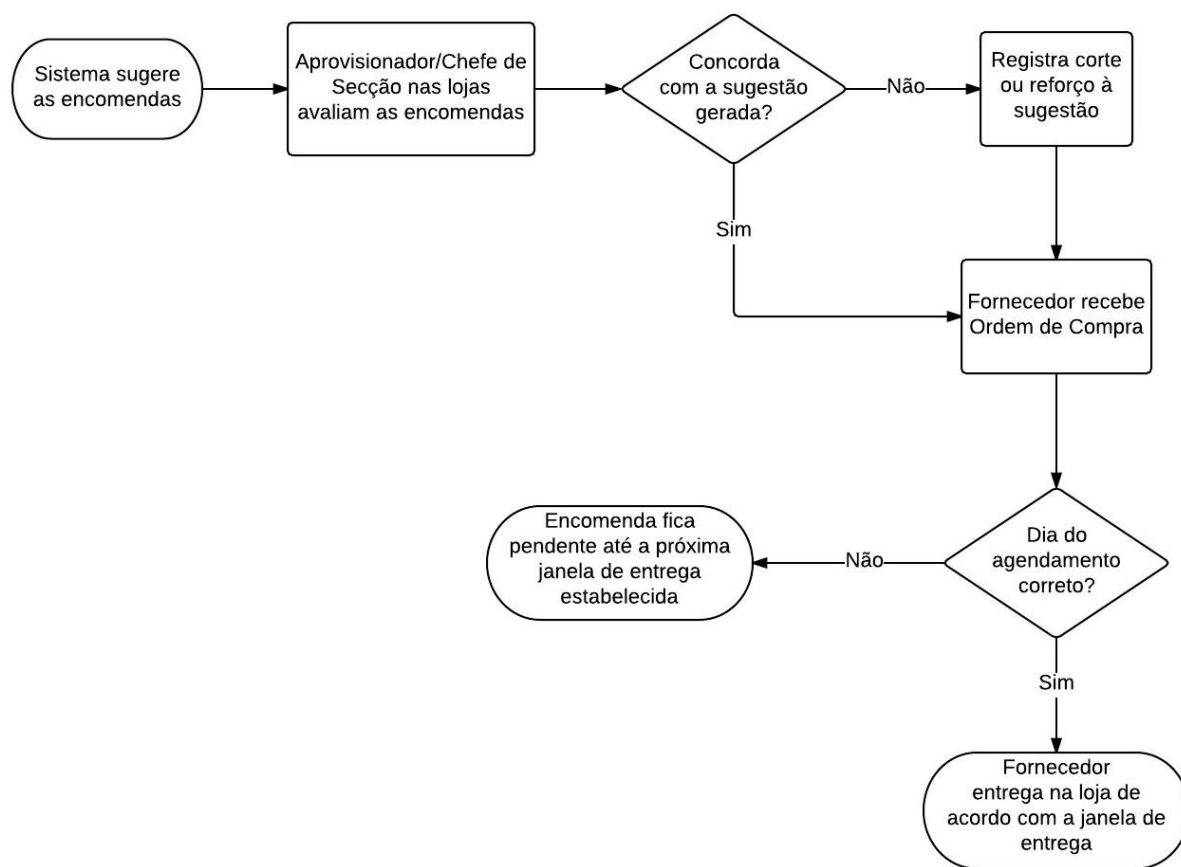 Sistema sugere
as encomendas
Aprovisionador/Chefe de
Secção nas lojas
avaliam as encomendas
Concorda
com a sugestão
gerada?
Não
Registra corte
ou reforço à
sugestão
Sim
Fornecedor recebe
Ordem de Compra
Dia do
agendamento
correto?
Não
Encomenda fica
pendente até a próxima
janela de entrega
estabelecida
Sim
Fornecedor
entrega na loja de
acordo com a janela de
entrega